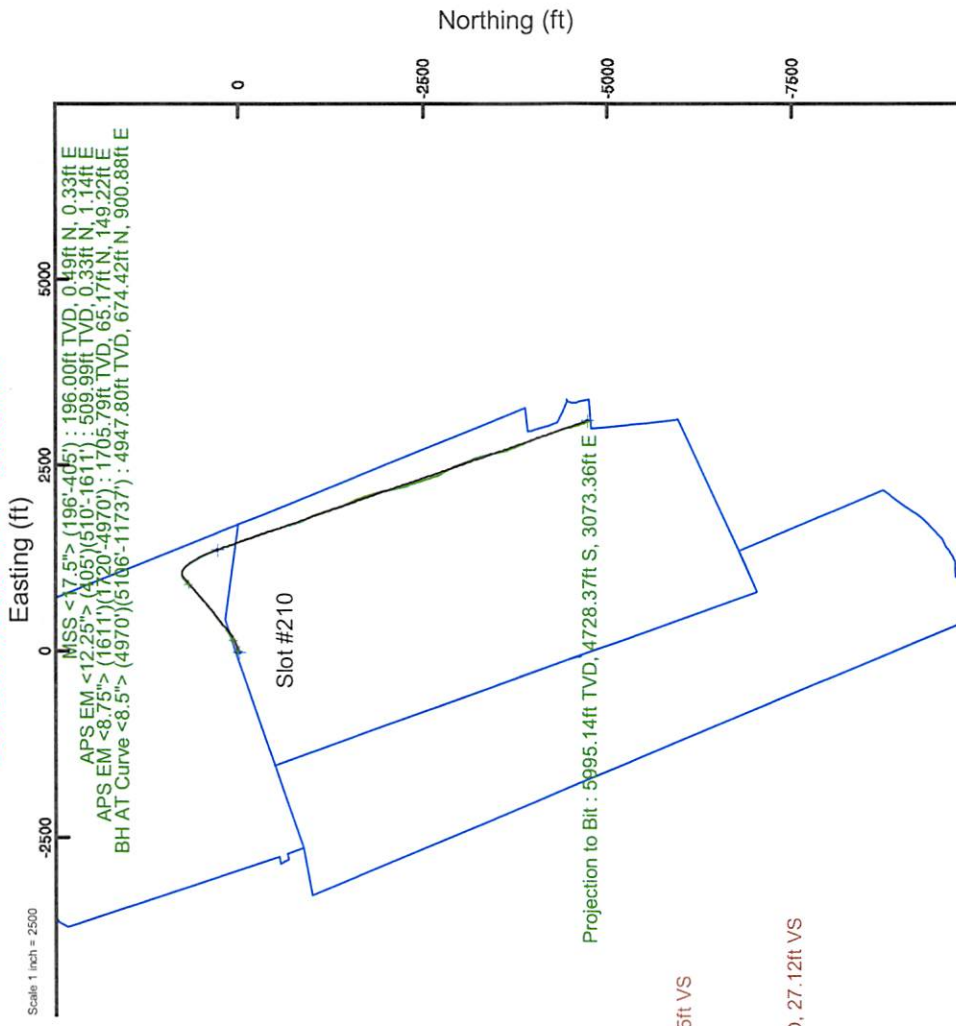 Northing (ft)
Easting (ft)
Scale 1 inch = 2500
-2500
0
2500
5000
0
-2500
-5000
-7500
MSS <17.5"> (196'-405') : 196.00ft TVD, 0.49ft N, 0.33ft E
APS EM <12.25"> (405')(510'-1611') : 509.99ft TVD, 0.33ft N, 1.14ft E
APS EM <8.75"> (1611')(1720'-4970') : 1705.79ft TVD, 65.17ft N, 149.22ft E
BH AT Curve <8.5"> (4970')(5106'-11737') : 4947.80ft TVD, 674.42ft N, 900.88ft E
Slot #210
Projection to Bit : 5995.14ft TVD, 4728.37ft S, 3073.36ft E
5ft VS
, 27.12ft VS